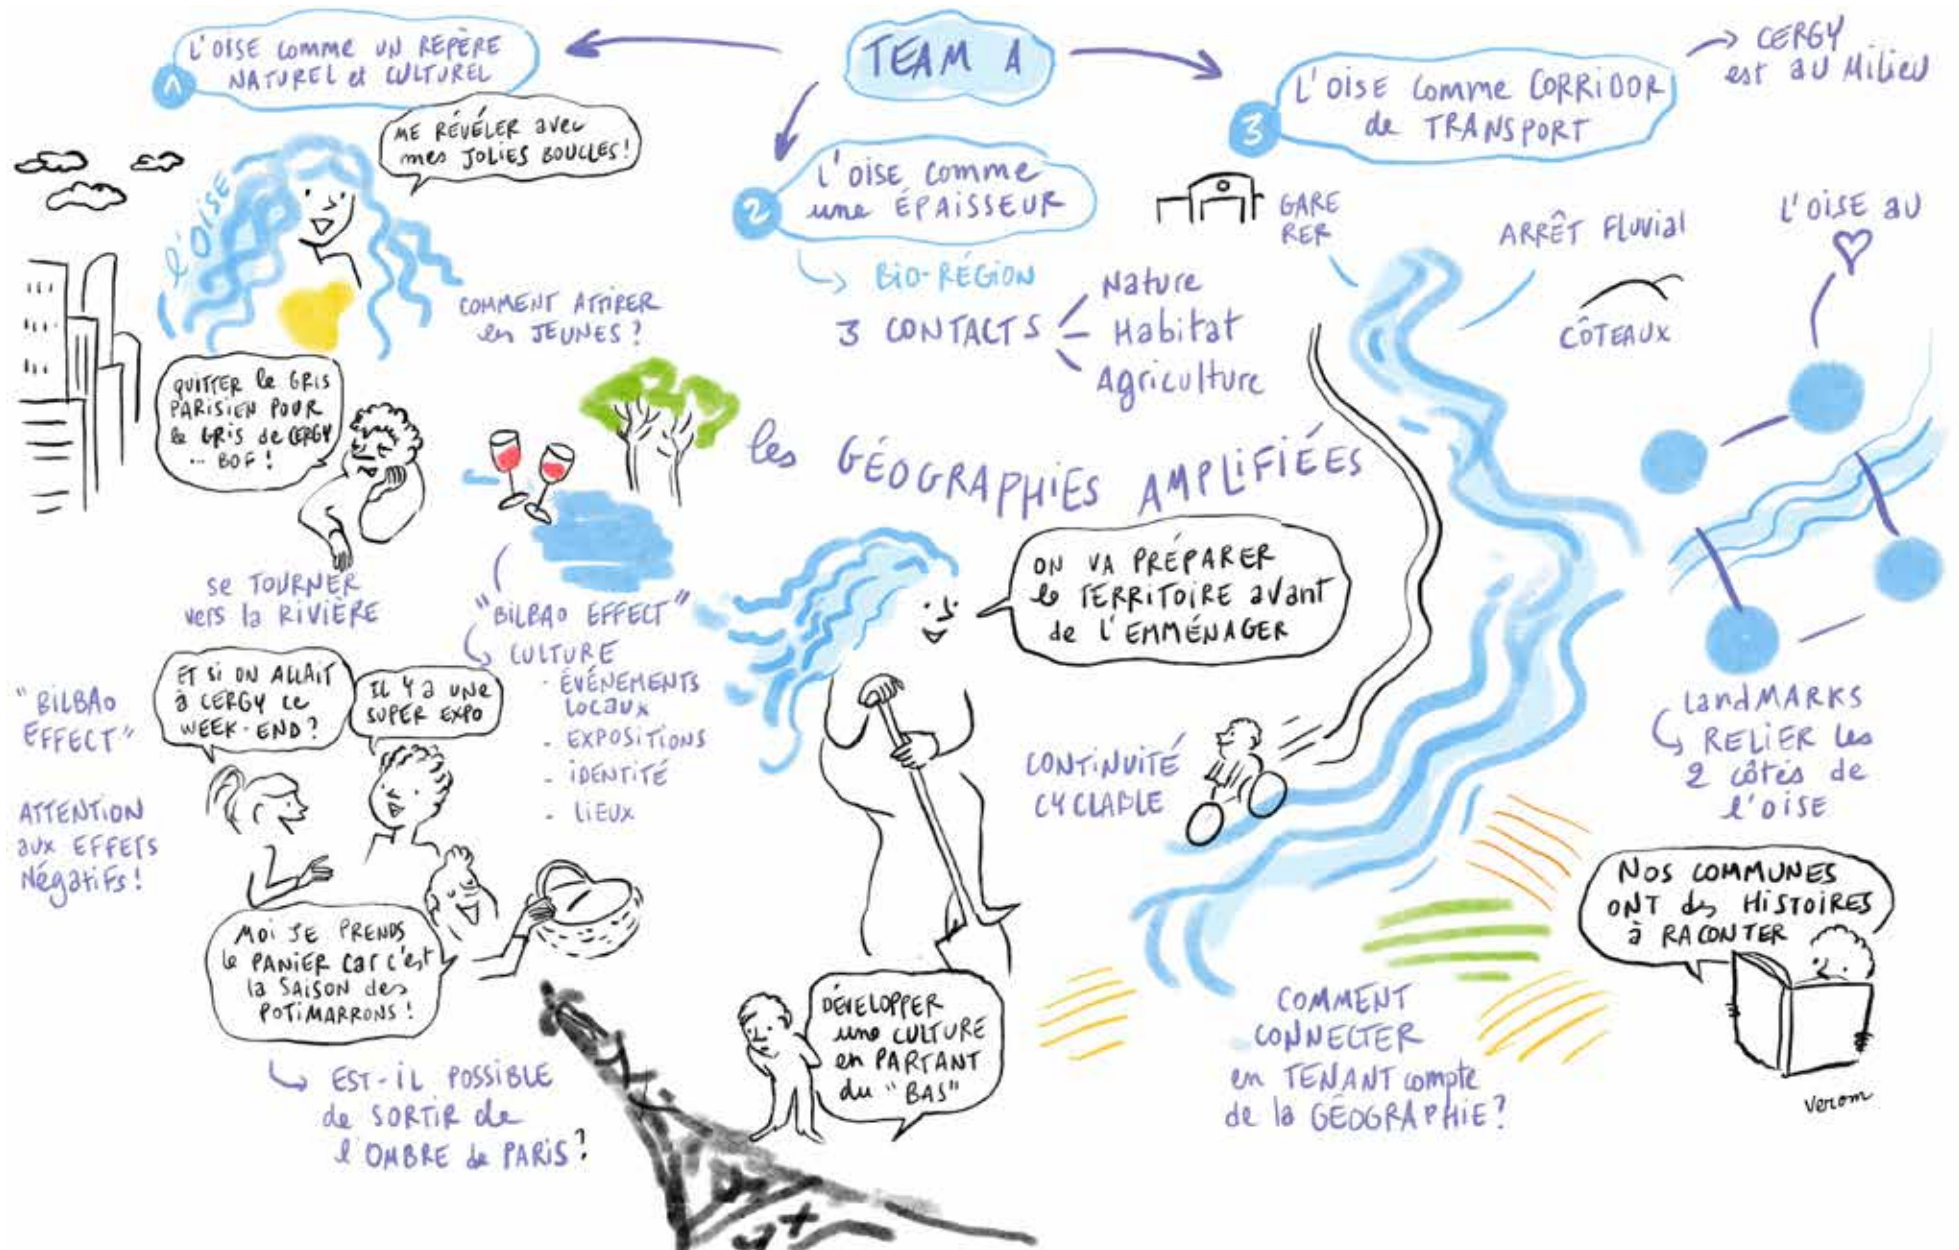 TEAM A
1
L'OISE comme UN REPÈRE
NATUREL et CULTUREL
ME RÉVÉLER avec
mes JOLIES BOUCLES!
l'OISE
COMMENT ATTIRER
les JEUNES?
QUITTER le GRIS
PARISIEN POUR
le GRIS de CERGY
... BOF!
se TOURNER
vers la RIVIÈRE
"BILBAO EFFECT"
CULTURE
- ÉVÉNEMENTS
LOCAUX
- EXPOSITIONS
- IDENTITÉ
- LIEUX
"BILBAO
EFFECT"
ATTENTION
aux EFFETS
NégatiFs!
ET Si ON ALLAIT
à CERGY CE
WEEK-END?
IL Y a UNE
SUPER EXPO
MOI JE PRENDS
le PANIER car c'est
la SAISON des
POTIMARRONS!
EST-IL POSSIBLE
de SORTIR de
l'OMBRE de PARIS?
2
L'OISE comme
une ÉPAISSEUR
BIO-RÉGION
3 CONTACTS
Nature
Habitat
Agriculture
les GÉOGRAPHIES AMPLIFIÉES
ON VA PRÉPARER
le TERRITOIRE avant
de L'EMMÉNAGER
DÉVELOPPER
une CULTURE
en PARTANT
du "BAS"
3
L'OISE comme CORRIDOR
de TRANSPORT
CERGY
est au Milieu
GARE
RER
ARRÊT FLUVIAL
CÔTEAUX
L'OISE AU
CONTINUITÉ
CYCLABLE
LandMARKS
RELIER les
2 côtés de
l'OISE
NOS COMMUNES
ONT des HISTOIRES
à RACONTER
COMMENT
CONNECTER
en TENANT compte
de la GÉOGRAPHIE?
Verom